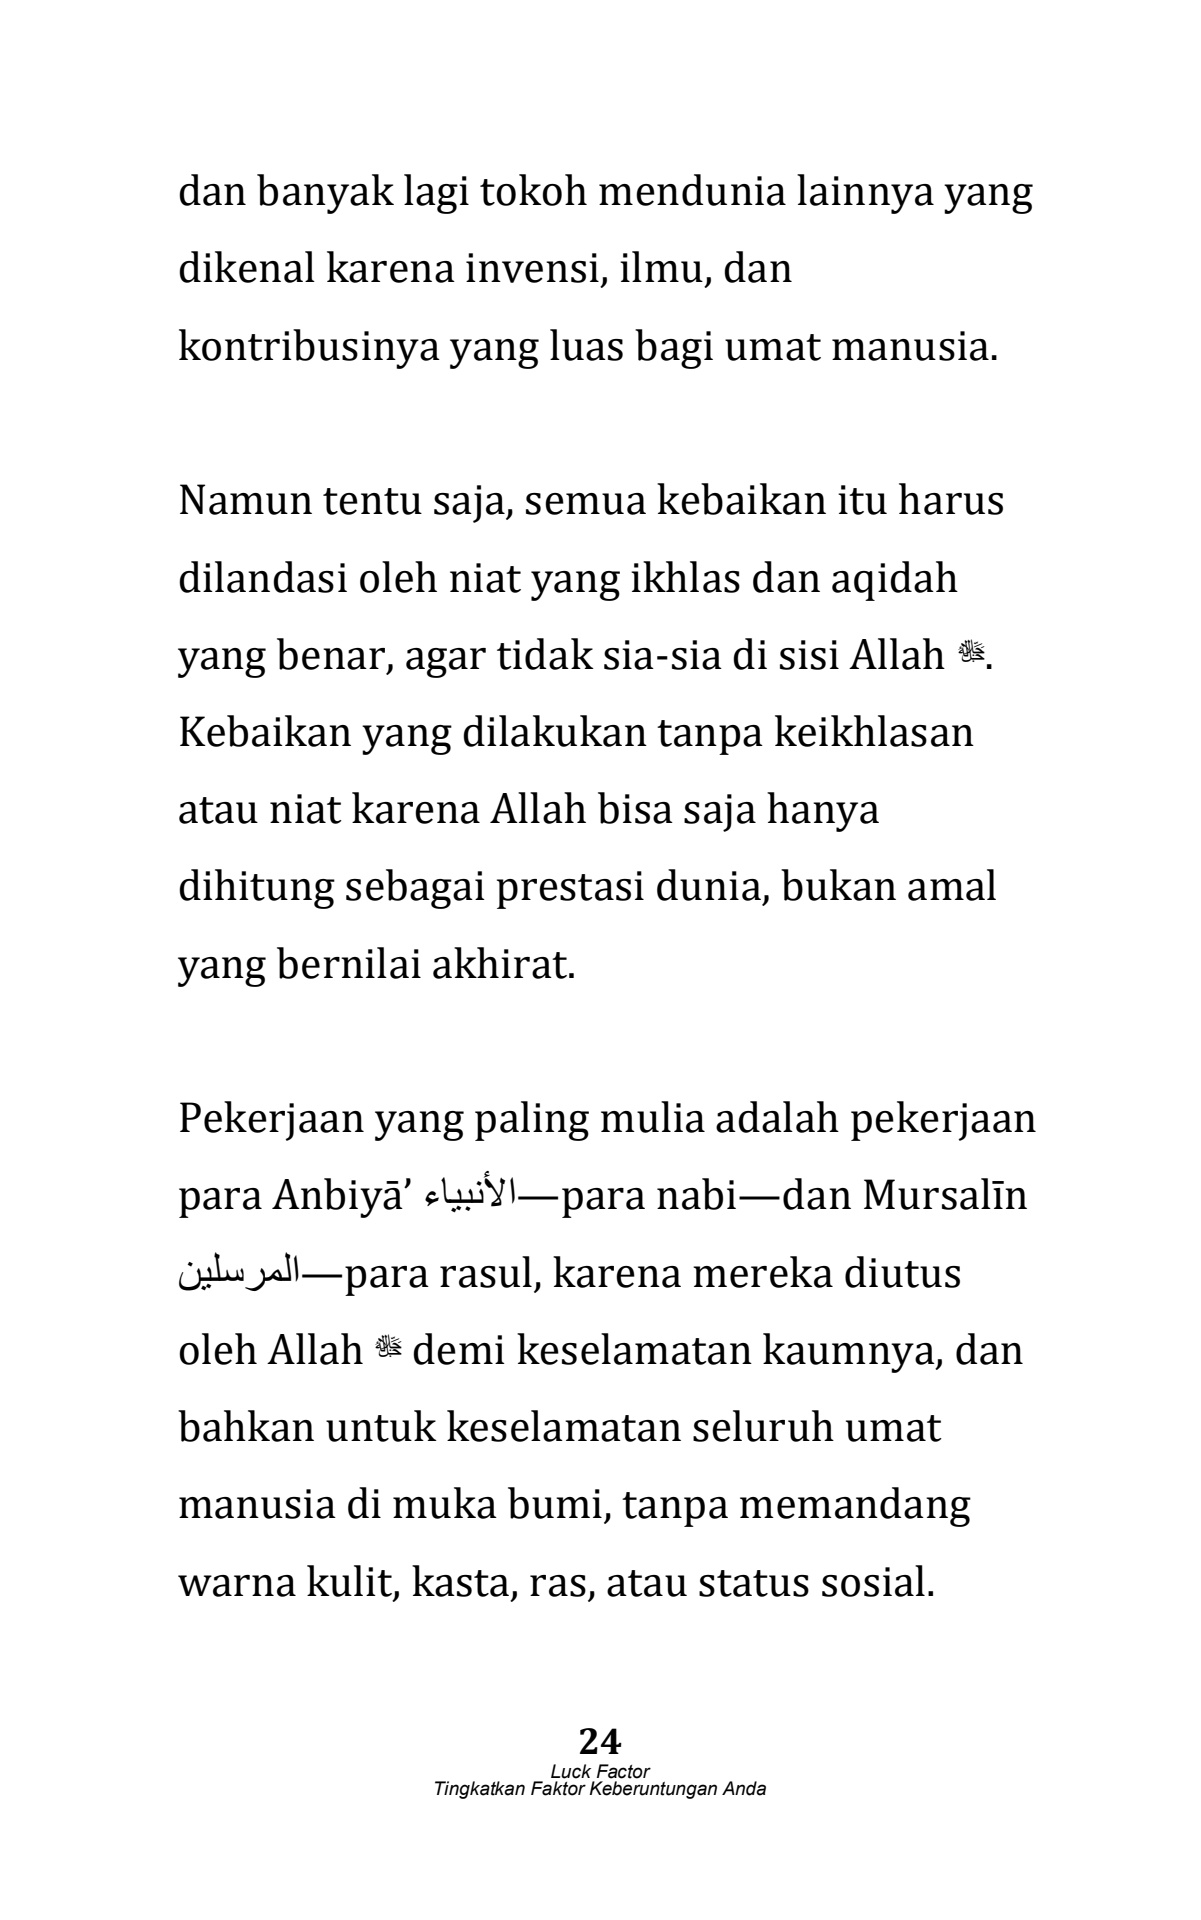 dan banyak lagi tokoh mendunia lainnya yang
dikenal karena invensi, ilmu, dan
kontribusinya yang luas bagi umat manusia.
Namun tentu saja, semua kebaikan itu harus
dilandasi oleh niat yang ikhlas dan aqidah
yang benar, agar tidak sia-sia di sisi Allah ﷻ.
Kebaikan yang dilakukan tanpa keikhlasan
atau niat karena Allah bisa saja hanya
dihitung sebagai prestasi dunia, bukan amal
yang bernilai akhirat.
Pekerjaan yang paling mulia adalah pekerjaan
para Anbiyā’ الأنبياء—para nabi—dan Mursalīn
المرسلين—para rasul, karena mereka diutus
oleh Allah ﷻ demi keselamatan kaumnya, dan
bahkan untuk keselamatan seluruh umat
manusia di muka bumi, tanpa memandang
warna kulit, kasta, ras, atau status sosial.
24
Luck Factor
Tingkatkan Faktor Keberuntungan Anda